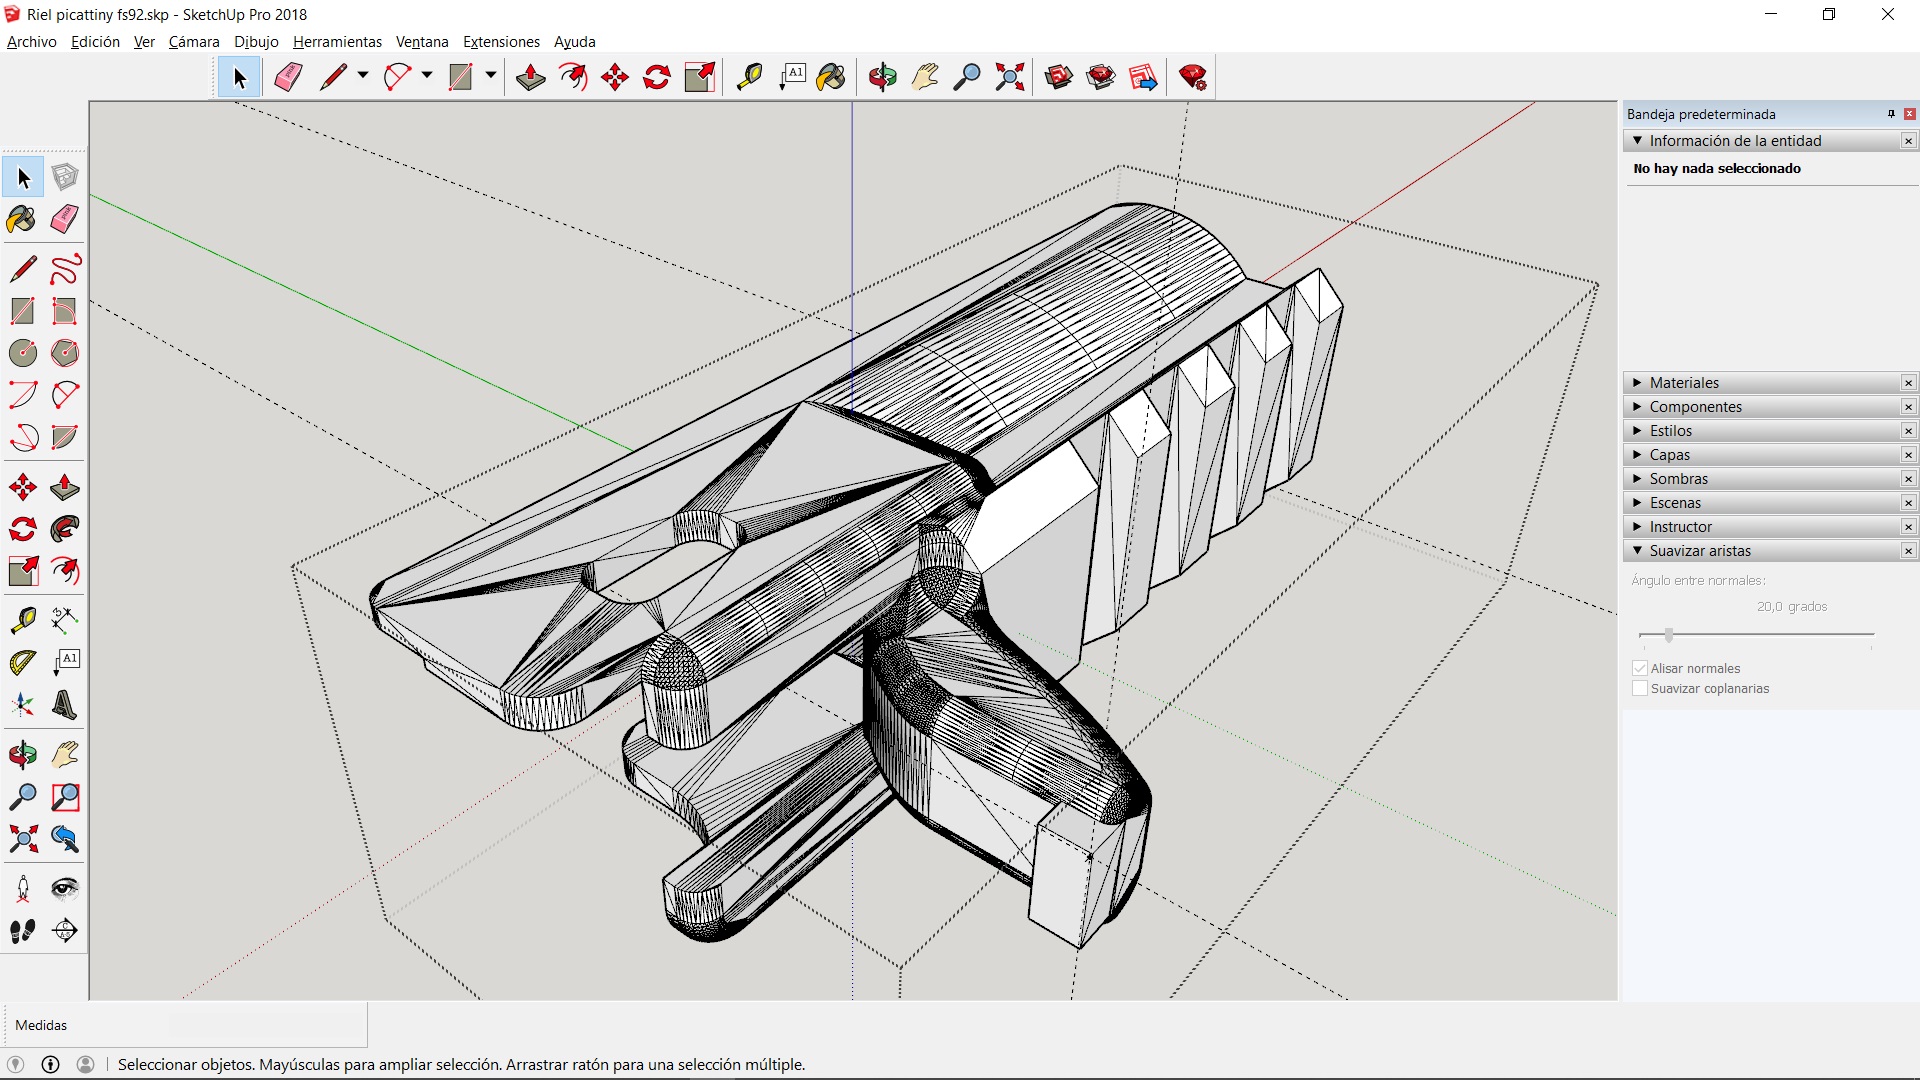 Riel picattiny fs92.skp - SketchUp Pro 2018
Archivo Edición Ver Cámara Dibujo Herramientas Ventana Extensiones Ayuda
A1
Bandeja predeterminada
Información de la entidad
No hay nada seleccionado
Materiales
Componentes
Estilos
Capas
Sombras
Escenas
Instructor
Suavizar aristas
Ángulo entre normales:
20,0 grados
Alisar normales
Suavizar coplanarias
A1
Medidas
Seleccionar objetos. Mayúsculas para ampliar selección. Arrastrar ratón para una selección múltiple.